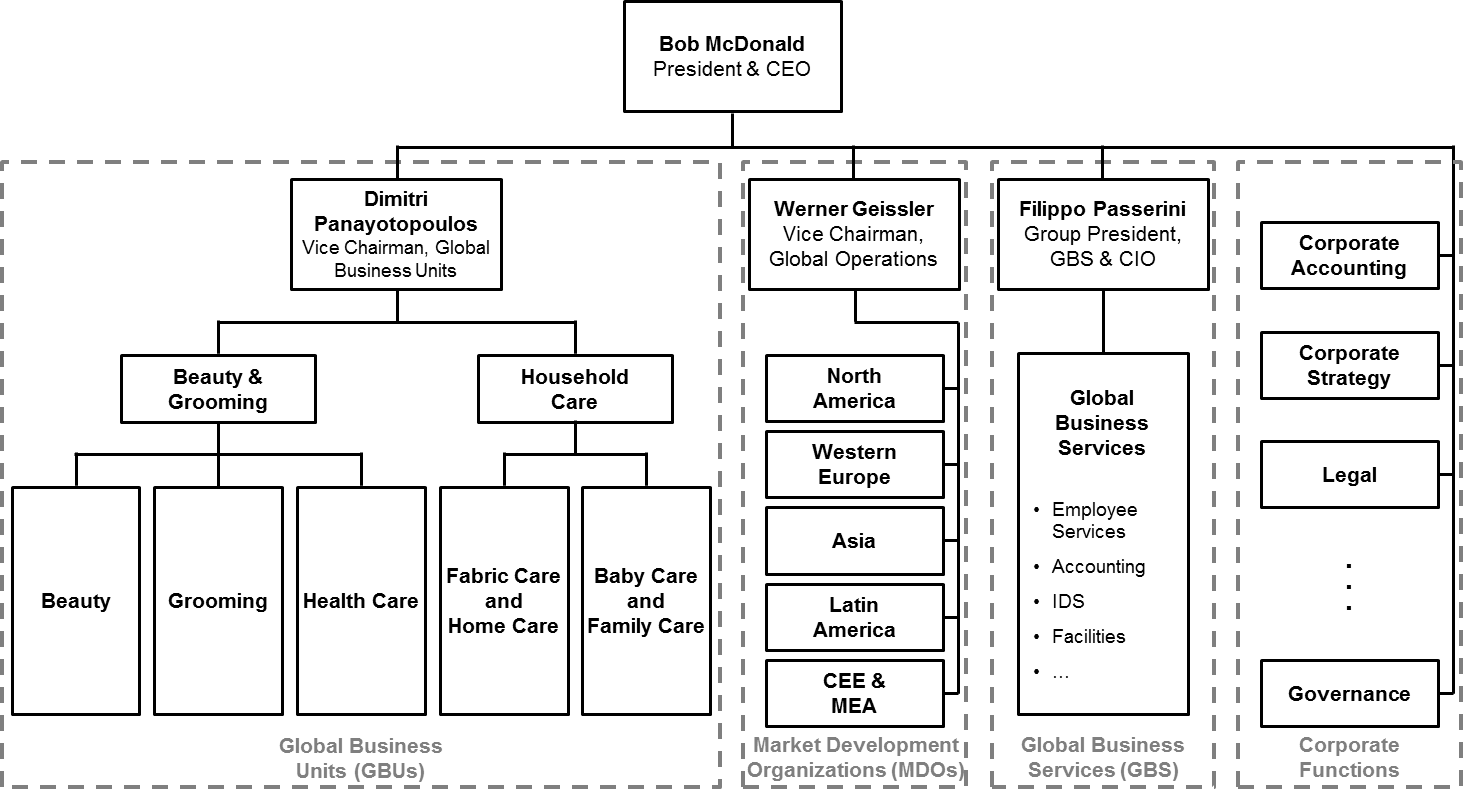 Bob McDonald
President & CEO
Dimitri
Panayotopoulos
Vice Chairman, Global
Business Units
Beauty &
Grooming
Household
Care
Beauty
Grooming
Health Care
Fabric Care
and
Home Care
Baby Care
and
Family Care
Global Business
Units (GBUs)
Werner Geissler
Vice Chairman,
Global Operations
North
America
Western
Europe
Asia
Latin
America
CEE &
MEA
Market Development
Organizations (MDOs)
Filippo Passerini
Group President,
GBS & CIO
Global
Business
Services
• Employee
Services
• Accounting
• IDS
• Facilities
• …
Global Business
Services (GBS)
Corporate
Accounting
Corporate
Strategy
Legal
.
.
.
Governance
Corporate
Functions